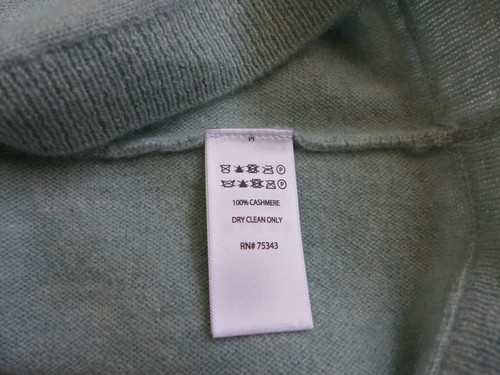 M
100% CASHMERE
DRY CLEAN ONLY
RN# 75343